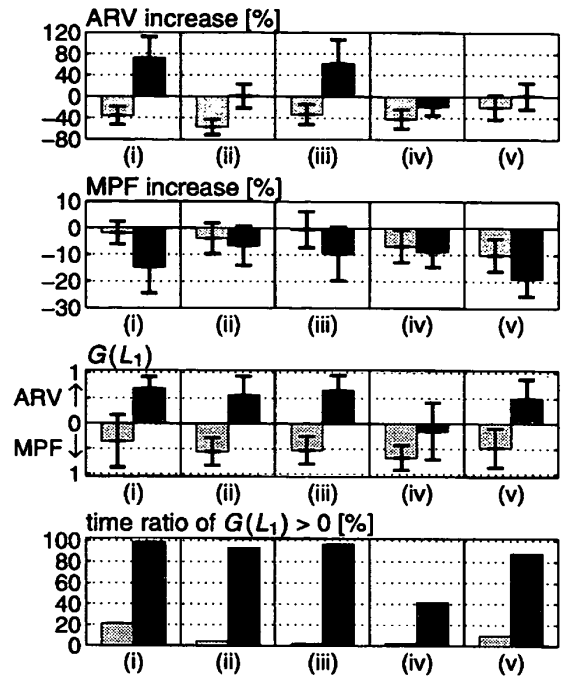 ARV increase [%]
120
80
40
0
−40
−80
(i) (ii) (iii) (iv) (v)
MPF increase [%]
10
0
−10
−20
−30
(i) (ii) (iii) (iv) (v)
G(L₁)
1
ARV ↑
0
MPF ↓
1
(i) (ii) (iii) (iv) (v)
time ratio of G(L₁) > 0 [%]
100
80
60
40
20
0
(i) (ii) (iii) (iv) (v)